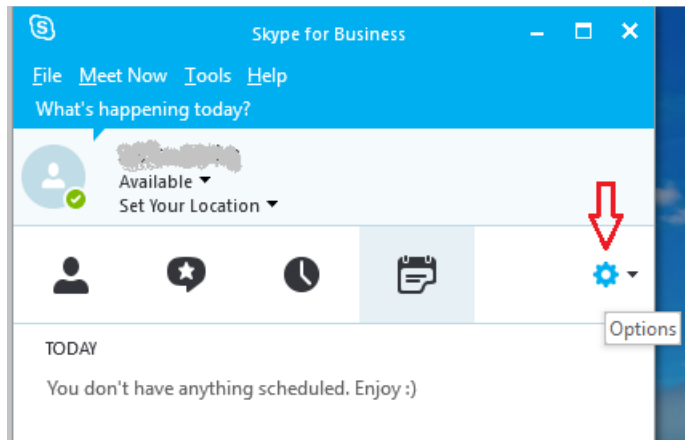 Skype for Business
File Meet Now Tools Help
What's happening today?
Available
Set Your Location
Options
TODAY
You don't have anything scheduled. Enjoy :)